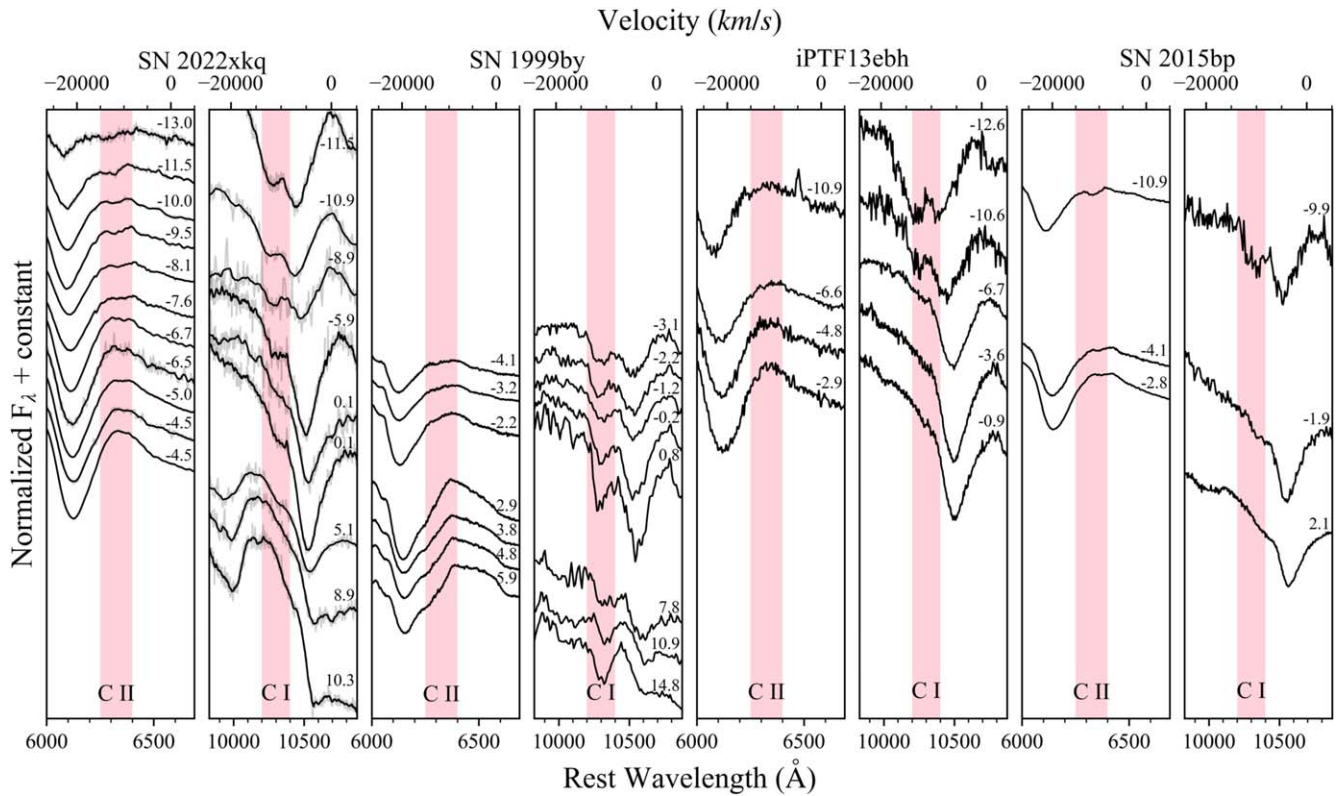 Velocity (km/s)
SN 2022xkq
SN 1999by
iPTF13ebh
SN 2015bp
−20000 0 −20000 0 −20000 0 −20000 0 −20000 0 −20000 0 −20000 0 −20000 0
Normalized Fλ + constant
-13.0
-11.5
-10.0
-9.5
-8.1
-7.6
-6.7
-6.5
-5.0
-4.5
-4.5
C II
-11.5
-10.9
-8.9
-5.9
0.1
0.1
5.1
8.9
10.3
C I
-4.1
-3.2
-2.2
2.9
3.8
4.8
5.9
C II
-3.1
-2.2
-1.2
-0.2
0.8
7.8
10.9
14.8
C I
-10.9
-6.6
-4.8
-2.9
C II
-12.6
-10.6
-6.7
-3.6
-0.9
C I
-10.9
-4.1
-2.8
C II
-9.9
-1.9
2.1
C I
6000 6500 10000 10500 6000 6500 10000 10500 6000 6500 10000 10500 6000 6500 10000 10500
Rest Wavelength (Å)